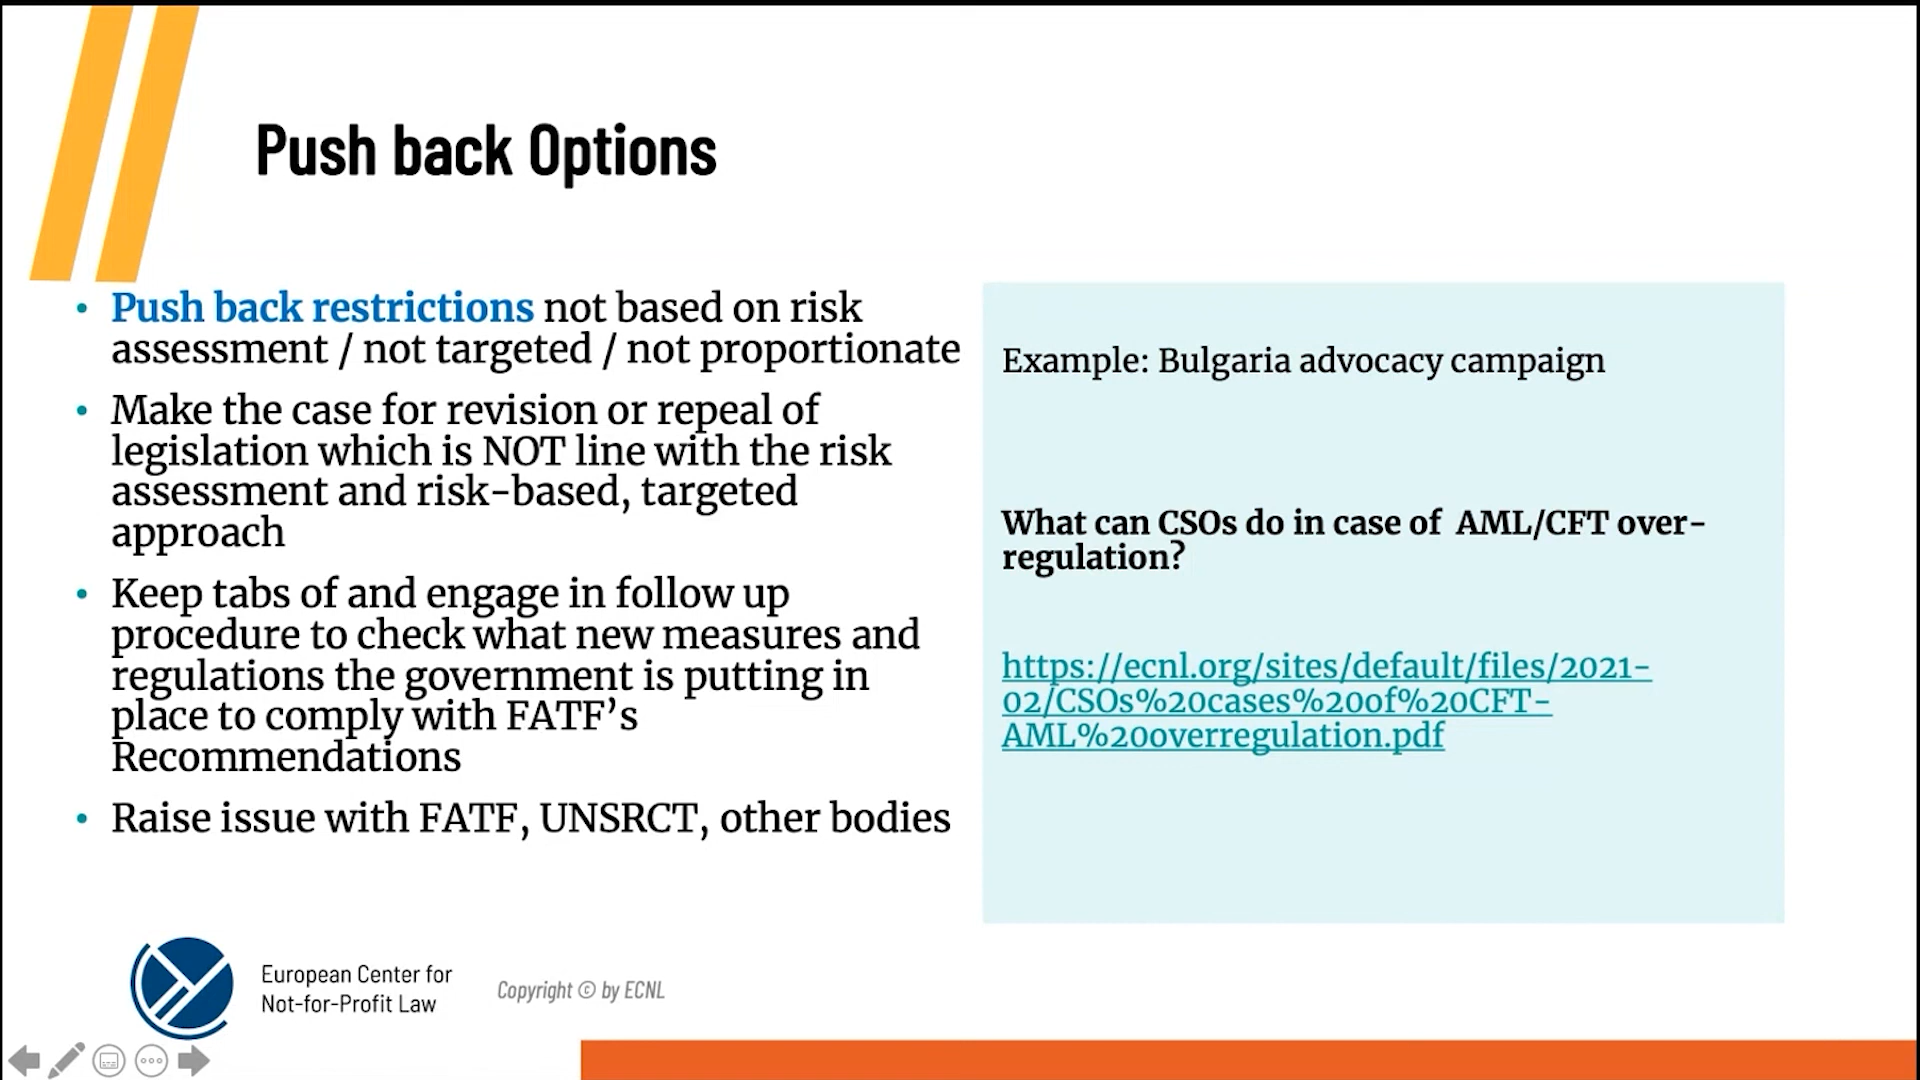 Push back Options
• Push back restrictions not based on risk
assessment / not targeted / not proportionate
• Make the case for revision or repeal of
legislation which is NOT line with the risk
assessment and risk-based, targeted
approach
• Keep tabs of and engage in follow up
procedure to check what new measures and
regulations the government is putting in
place to comply with FATF’s
Recommendations
• Raise issue with FATF, UNSRCT, other bodies
Example: Bulgaria advocacy campaign
What can CSOs do in case of AML/CFT over-
regulation?
https://ecnl.org/sites/default/files/2021-
02/CSOs%20cases%20of%20CFT-
AML%20overregulation.pdf
European Center for
Not-for-Profit Law
Copyright © by ECNL